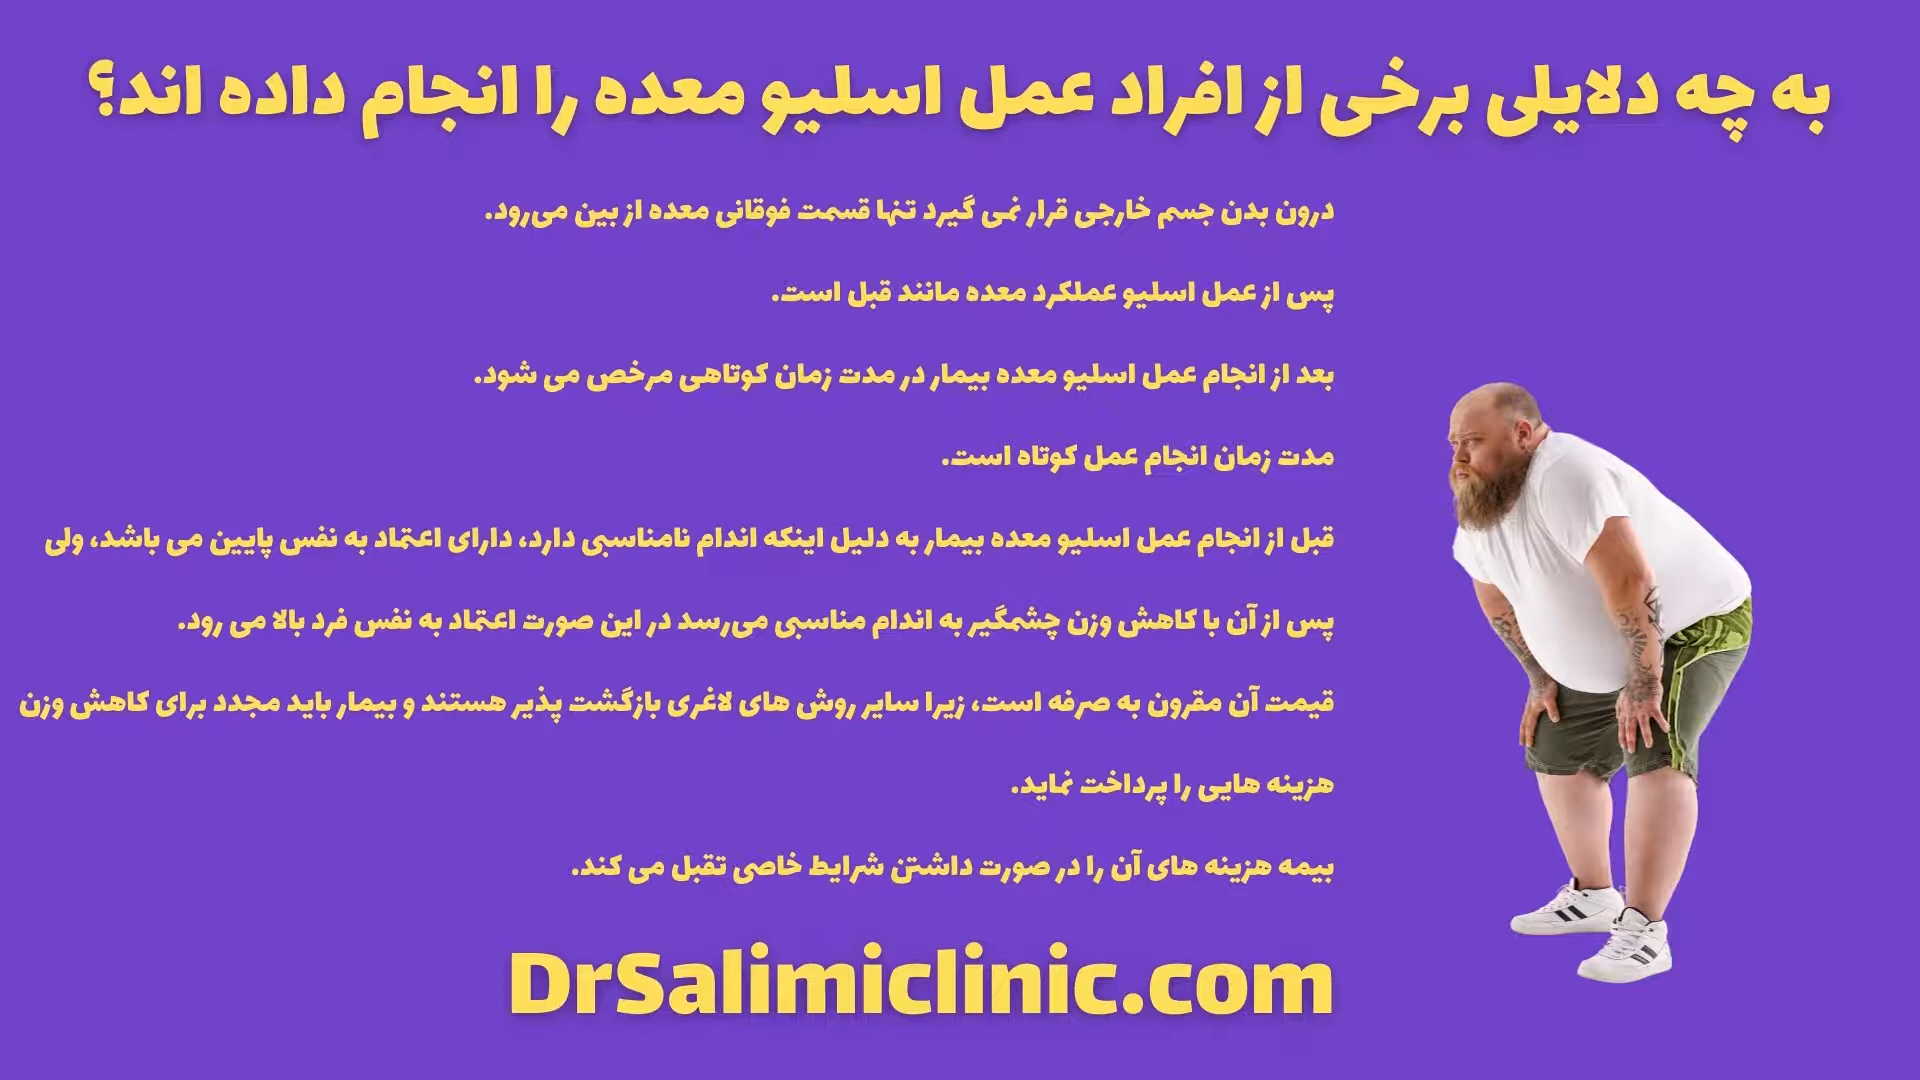 به چه دلایلی برخی از افراد عمل اسلیو معده را انجام داده اند؟
درون بدن جسم خارجی قرار نمی گیرد تنها قسمت فوقانی معده از بین می‌رود.
پس از عمل اسلیو عملکرد معده مانند قبل است.
بعد از انجام عمل اسلیو معده بیمار در مدت زمان کوتاهی مرخص می شود.
مدت زمان انجام عمل کوتاه است.
قبل از انجام عمل اسلیو معده بیمار به دلیل اینکه اندام نامناسبی دارد، دارای اعتماد به نفس پایین می باشد، ولی
پس از آن با کاهش وزن چشمگیر به اندام مناسبی می‌رسد در این صورت اعتماد به نفس فرد بالا می رود.
قیمت آن مقرون به صرفه است، زیرا سایر روش های لاغری بازگشت پذیر هستند و بیمار باید مجدد برای کاهش وزن
هزینه هایی را پرداخت نماید.
بیمه هزینه های آن را در صورت داشتن شرایط خاصی تقبل می کند.
DrSalimiclinic.com